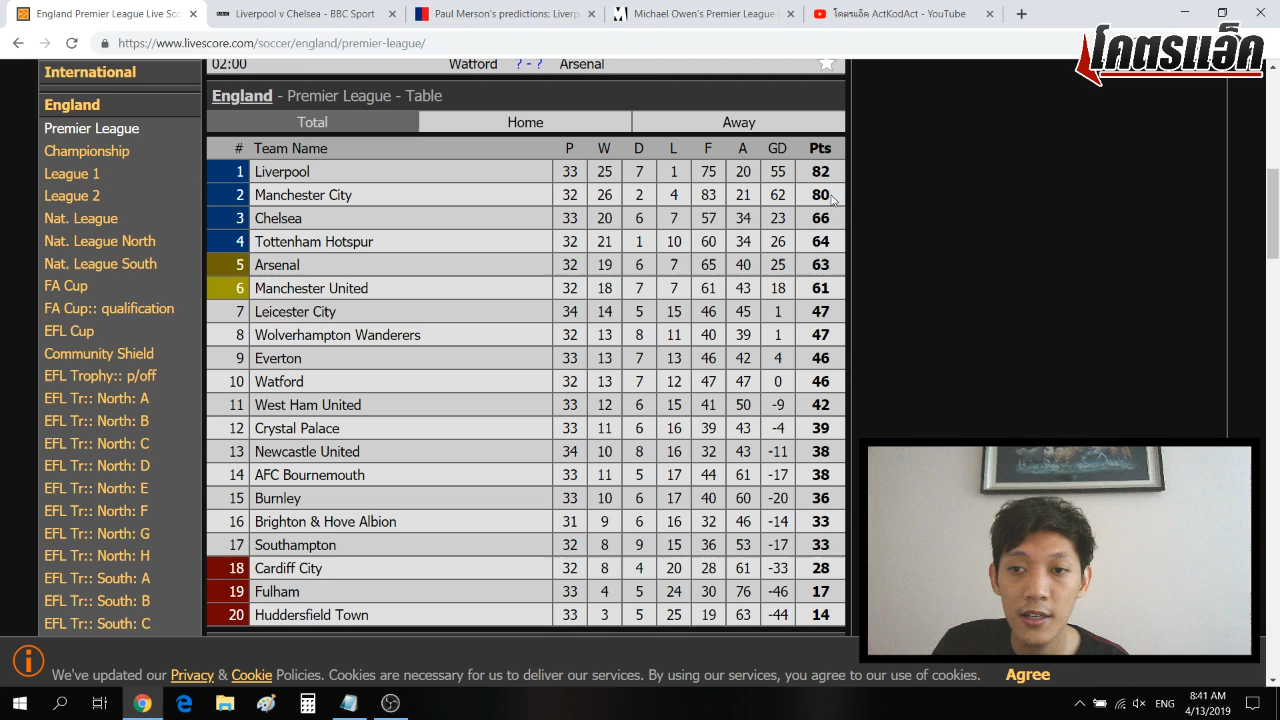 England Premier League Live Sco
Liverpool v Chelsea - BBC Sport
Paul Merson's predictions: Liverp
Michael Owen's Premier League
โคตรแอ็ค ActKodAct - YouTube
https://www.livescore.com/soccer/england/premier-league/
โคตรแอ็ค
International
England
Premier League
Championship
League 1
League 2
Nat. League
Nat. League North
Nat. League South
FA Cup
FA Cup:: qualification
EFL Cup
Community Shield
EFL Trophy:: p/off
EFL Tr:: North: A
EFL Tr:: North: B
EFL Tr:: North: C
EFL Tr:: North: D
EFL Tr:: North: E
EFL Tr:: North: F
EFL Tr:: North: G
EFL Tr:: North: H
EFL Tr:: South: A
EFL Tr:: South: B
EFL Tr:: South: C
02:00 Watford ? - ? Arsenal
England - Premier League - Table
Total Home Away
# Team Name P W D L F A GD Pts
1 Liverpool 33 25 7 1 75 20 55 82
2 Manchester City 32 26 2 4 83 21 62 80
3 Chelsea 33 20 6 7 57 34 23 66
4 Tottenham Hotspur 32 21 1 10 60 34 26 64
5 Arsenal 32 19 6 7 65 40 25 63
6 Manchester United 32 18 7 7 61 43 18 61
7 Leicester City 34 14 5 15 46 45 1 47
8 Wolverhampton Wanderers 32 13 8 11 40 39 1 47
9 Everton 33 13 7 13 46 42 4 46
10 Watford 32 13 7 12 47 47 0 46
11 West Ham United 33 12 6 15 41 50 -9 42
12 Crystal Palace 33 11 6 16 39 43 -4 39
13 Newcastle United 34 10 8 16 32 43 -11 38
14 AFC Bournemouth 33 11 5 17 44 61 -17 38
15 Burnley 33 10 6 17 40 60 -20 36
16 Brighton & Hove Albion 31 9 6 16 32 46 -14 33
17 Southampton 32 8 9 15 36 53 -17 33
18 Cardiff City 32 8 4 20 28 61 -33 28
19 Fulham 33 4 5 24 30 76 -46 17
20 Huddersfield Town 33 3 5 25 19 63 -44 14
We've updated our Privacy & Cookie Policies. Cookies are necessary for us to deliver our services. By using our services, you agree to our use of cookies. Agree
ENG
8:41 AM
4/13/2019